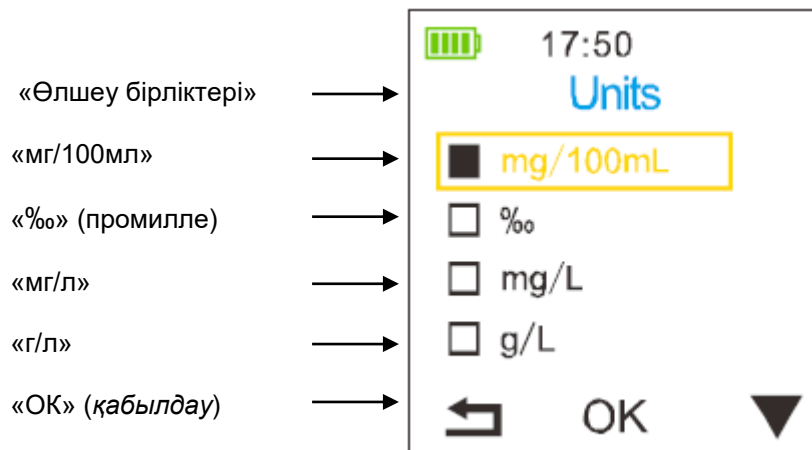 17:50
«Өлшеу бірліктері» Units
«мг/100мл» mg/100mL
«‰» (промилле) ‰
«мг/л» mg/L
«г/л» g/L
«ОК» (қабылдау) OK